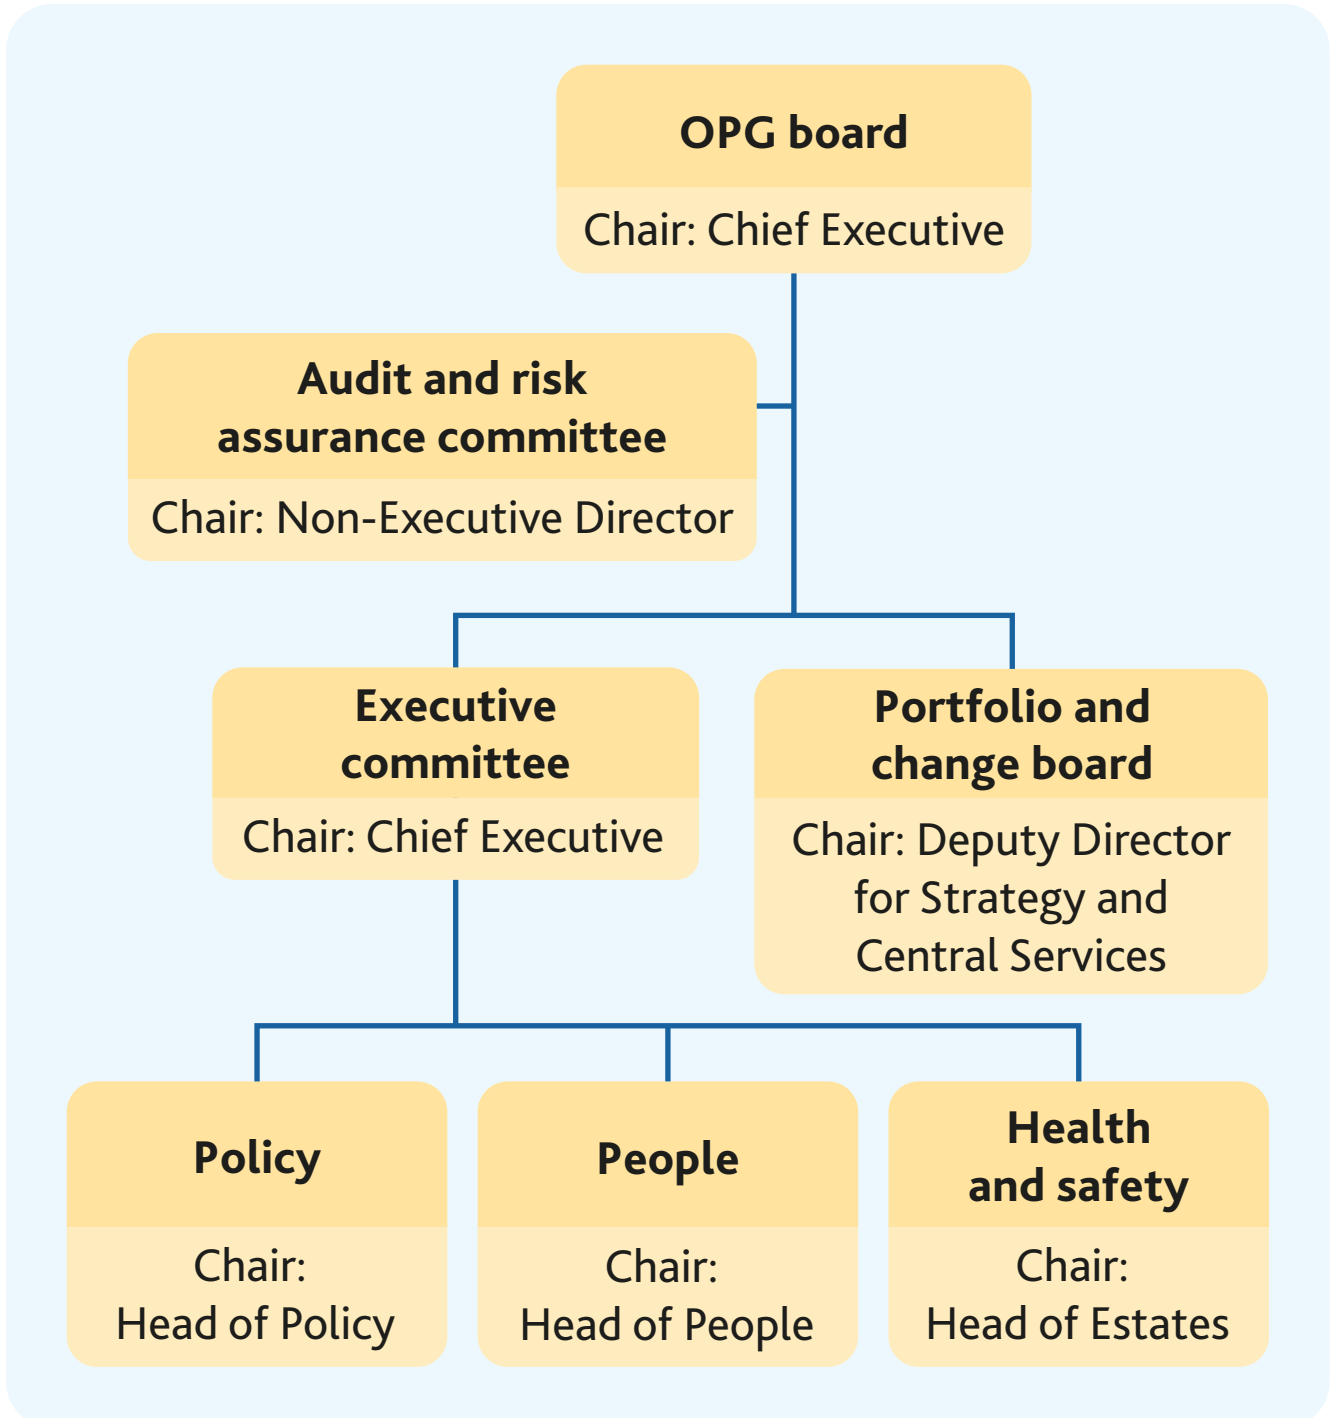 OPG board
Chair: Chief Executive
Audit and risk
assurance committee
Chair: Non-Executive Director
Executive
committee
Chair: Chief Executive
Portfolio and
change board
Chair: Deputy Director
for Strategy and
Central Services
Policy
Chair:
Head of Policy
People
Chair:
Head of People
Health
and safety
Chair:
Head of Estates